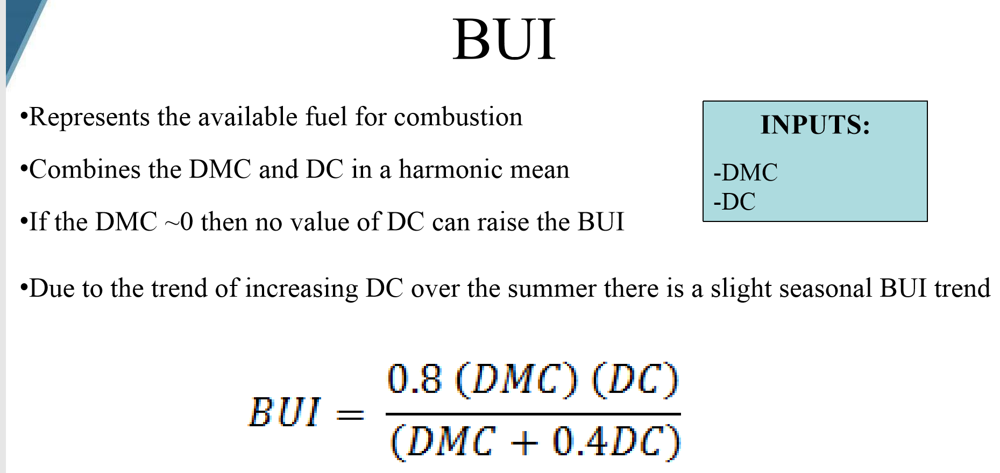 BUI
•Represents the available fuel for combustion
•Combines the DMC and DC in a harmonic mean
•If the DMC ~0 then no value of DC can raise the BUI
•Due to the trend of increasing DC over the summer there is a slight seasonal BUI trend
INPUTS:
-DMC
-DC
BUI = 0.8 (DMC) (DC) / (DMC + 0.4DC)